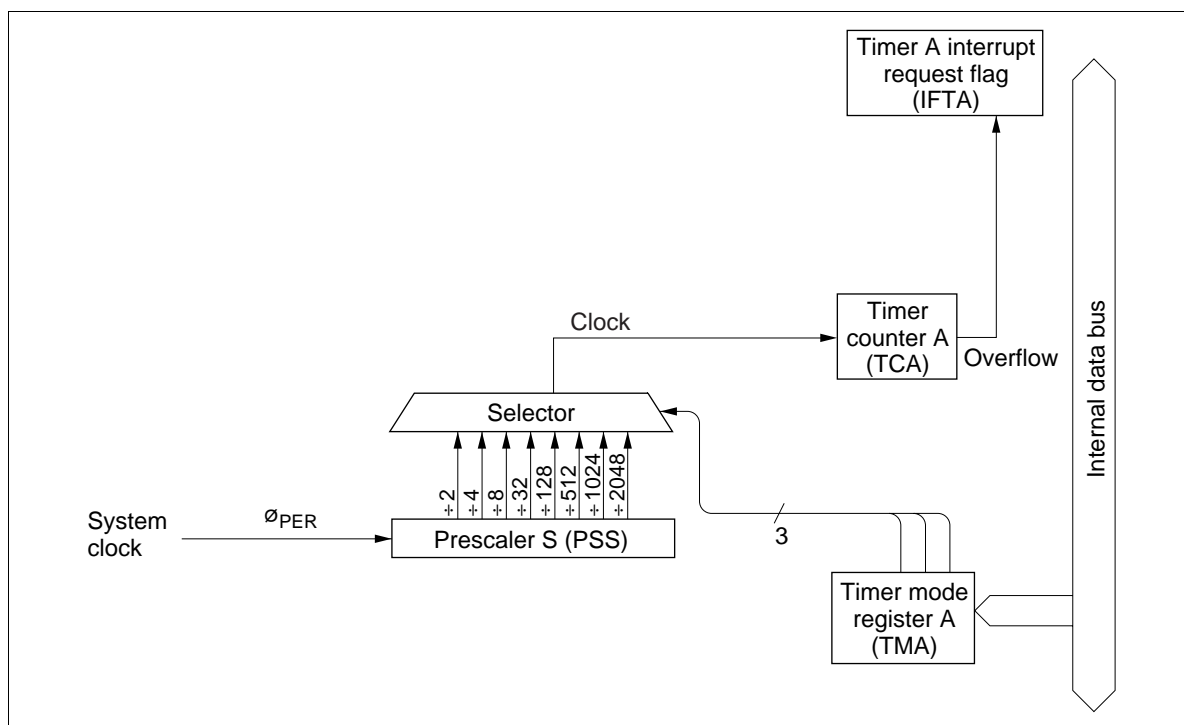 Timer A interrupt
request flag
(IFTA)
Internal data bus
Clock
Timer
counter A
(TCA)
Overflow
Selector
÷2
÷4
÷8
÷32
÷128
÷512
÷1024
÷2048
System
clock
øPER
Prescaler S (PSS)
3
Timer mode
register A
(TMA)